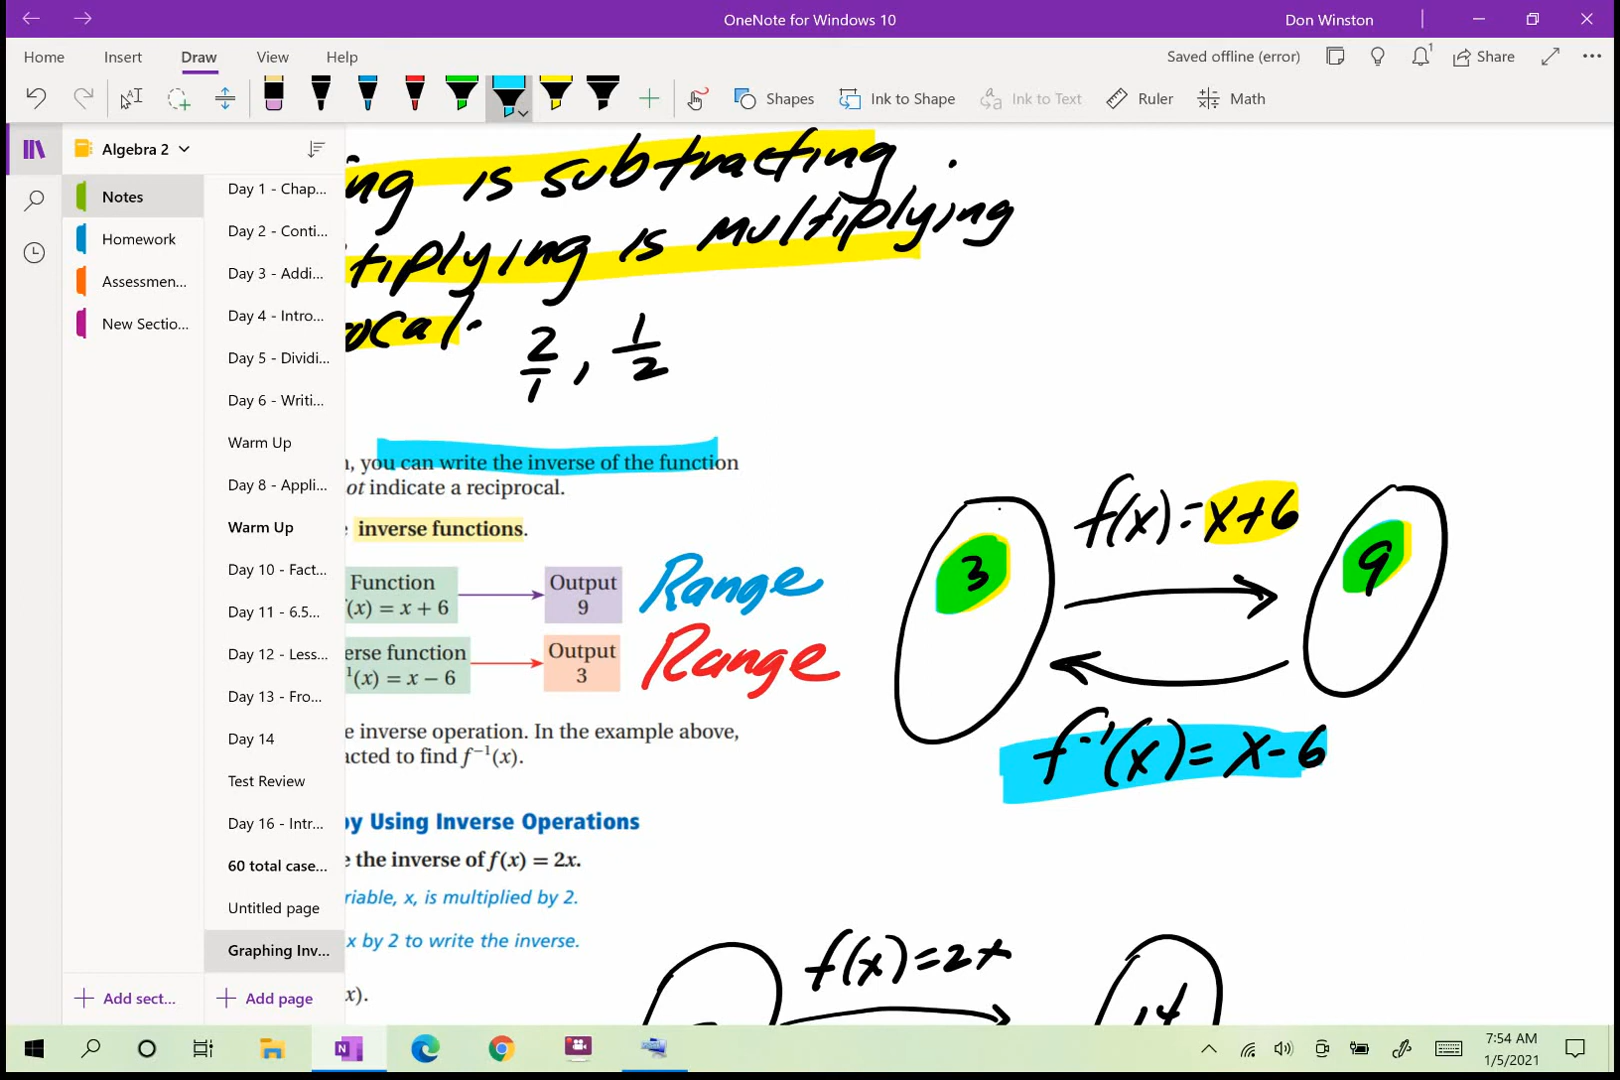 OneNote for Windows 10
Don Winston
Home Insert Draw View Help
Saved offline (error)
Share
Shapes
Ink to Shape
Ink to Text
Ruler
Math
Algebra 2
Notes
Homework
Assessmen...
New Sectio...
Add sect...
Day 1 - Chap...
Day 2 - Conti...
Day 3 - Addi...
Day 4 - Intro...
Day 5 - Dividi...
Day 6 - Writi...
Warm Up
Day 8 - Appli...
Warm Up
Day 10 - Fact...
Day 11 - 6.5...
Day 12 - Less...
Day 13 - Fro...
Day 14
Test Review
Day 16 - Intr...
60 total case...
Untitled page
Graphing Inv...
Add page
ing is subtracting.
tiplying is multiplying
ocal. 2/1, 1/2
, you can write the inverse of the function
ot indicate a reciprocal.
e inverse functions.
Function
f(x) = x + 6
Output
9
Range
erse function
¹(x) = x − 6
Output
3
Range
e inverse operation. In the example above,
acted to find f⁻¹(x).
by Using Inverse Operations
e the inverse of f(x) = 2x.
riable, x, is multiplied by 2.
x by 2 to write the inverse.
x).
3
f(x)=x+6
9
f⁻¹(x)=x-6
f(x)=2x
14
7:54 AM
1/5/2021